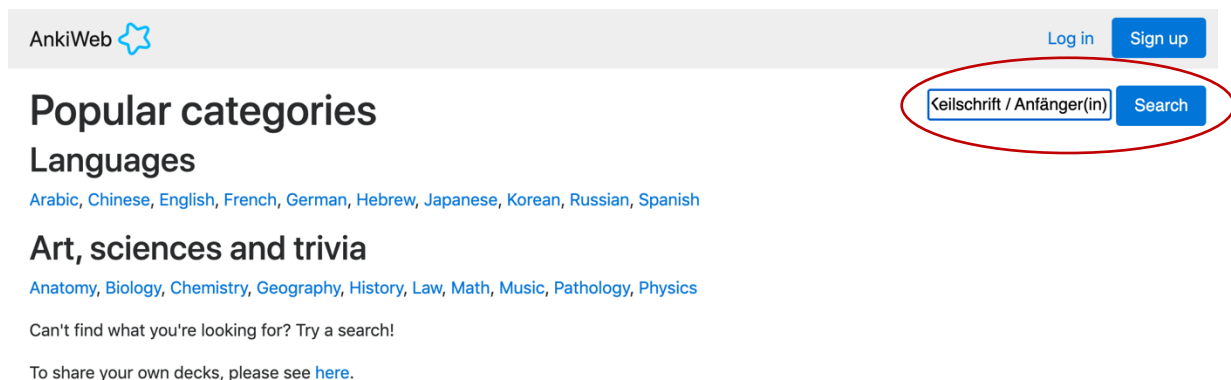 AnkiWeb
Log in Sign up
Popular categories
Keilschrift / Anfänger(in) Search
Languages
Arabic, Chinese, English, French, German, Hebrew, Japanese, Korean, Russian, Spanish
Art, sciences and trivia
Anatomy, Biology, Chemistry, Geography, History, Law, Math, Music, Pathology, Physics
Can't find what you're looking for? Try a search!
To share your own decks, please see here.